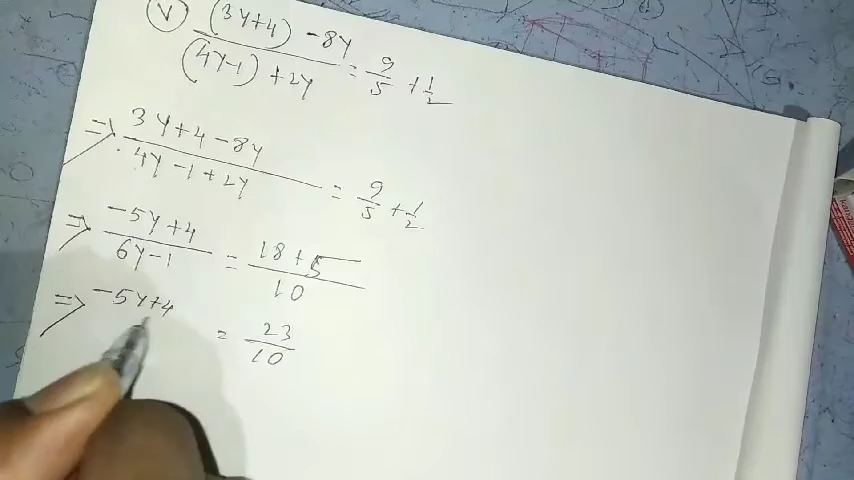 (v) (3y+4) -8y / (4y-1) +2y = 9/5 + 1/2
=> 3y+4-8y / 4y-1+2y = 9/5 + 1/2
=> -5y+4 / 6y-1 = 18+5 / 10
=> -5y+4 = 23/10